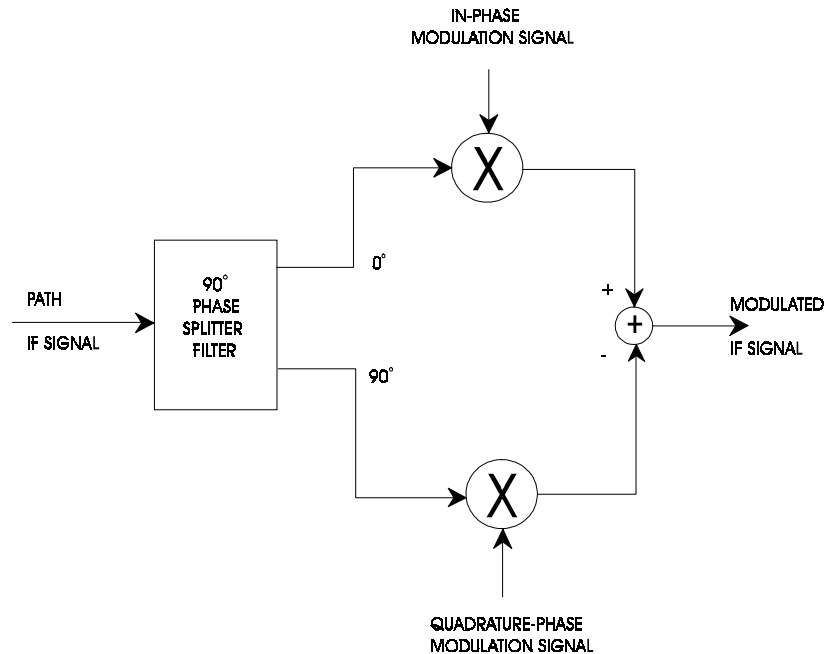 IN-PHASE
MODULATION SIGNAL
X
0°
PATH
IF SIGNAL
90°
PHASE
SPLITTER
FILTER
+
+
-
MODULATED
IF SIGNAL
90°
X
QUADRATURE-PHASE
MODULATION SIGNAL